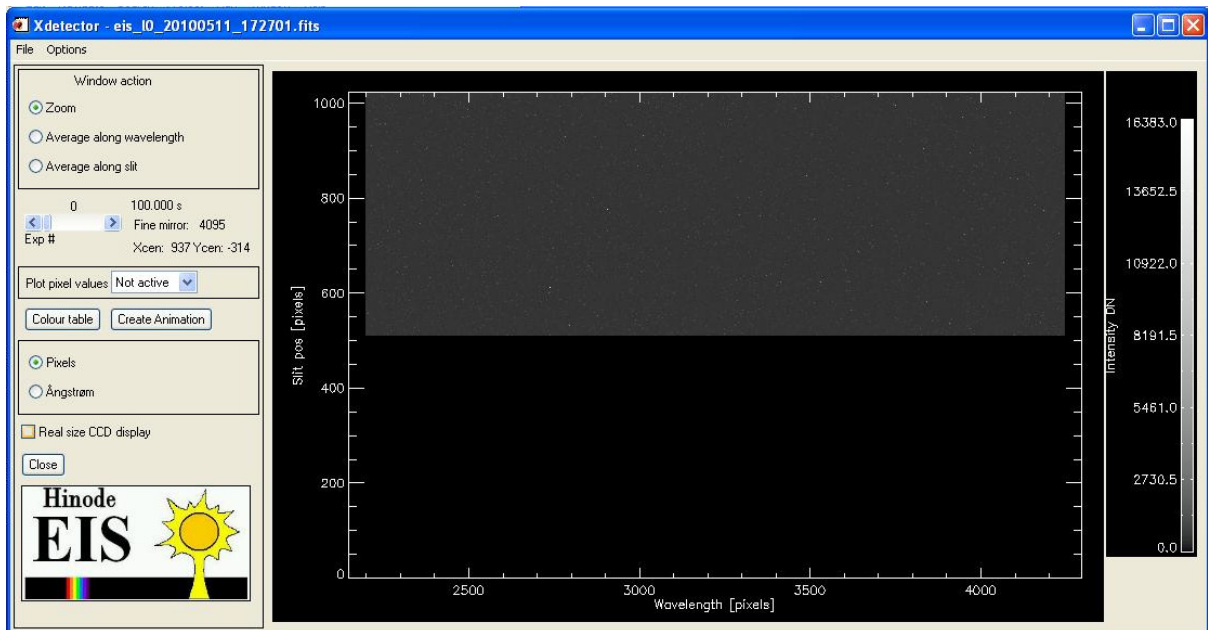 Xdetector - eis_l0_20100511_172701.fits
File Options
Window action
Zoom
Average along wavelength
Average along slit
0 100.000 s
Fine mirror: 4095
Exp #
Xcen: 937 Ycen: -314
Plot pixel values Not active
Colour table Create Animation
Pixels
Ångstrøm
Real size CCD display
Close
Hinode
EIS
Slit pos [pixels]
1000
800
600
400
200
0
2500 3000 3500 4000
Wavelength [pixels]
Intensity DN
16383.0
13652.5
10922.0
8191.5
5461.0
2730.5
0.0